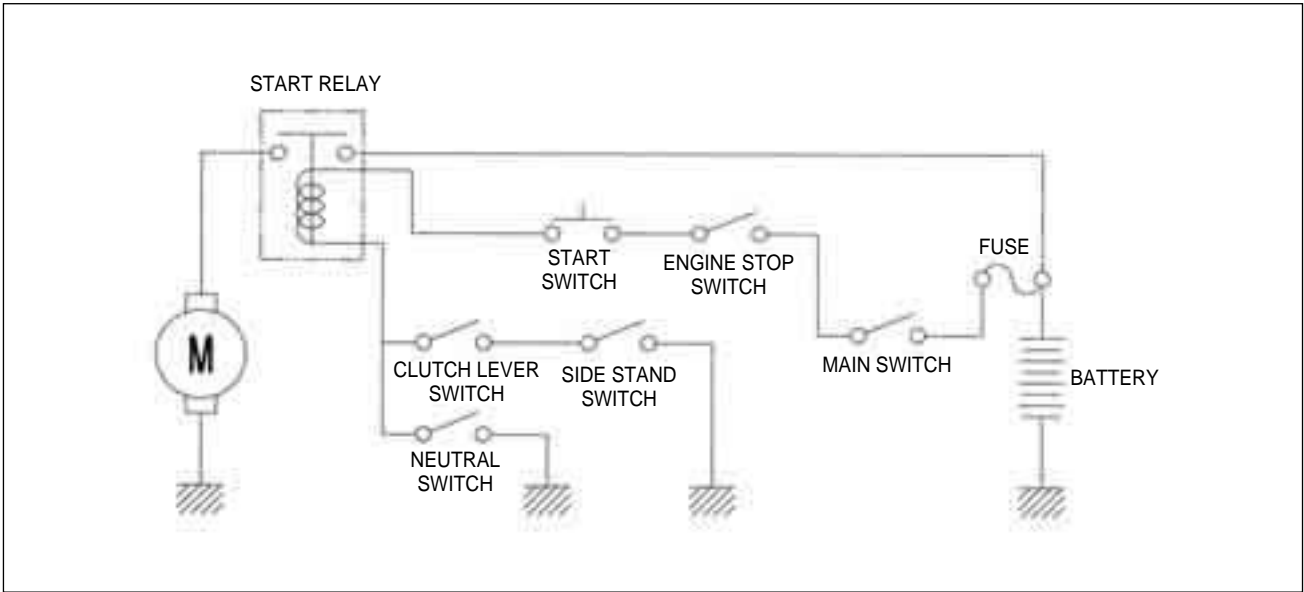 START RELAY
START
SWITCH
ENGINE STOP
SWITCH
FUSE
MAIN SWITCH
BATTERY
M
CLUTCH LEVER
SWITCH
SIDE STAND
SWITCH
NEUTRAL
SWITCH